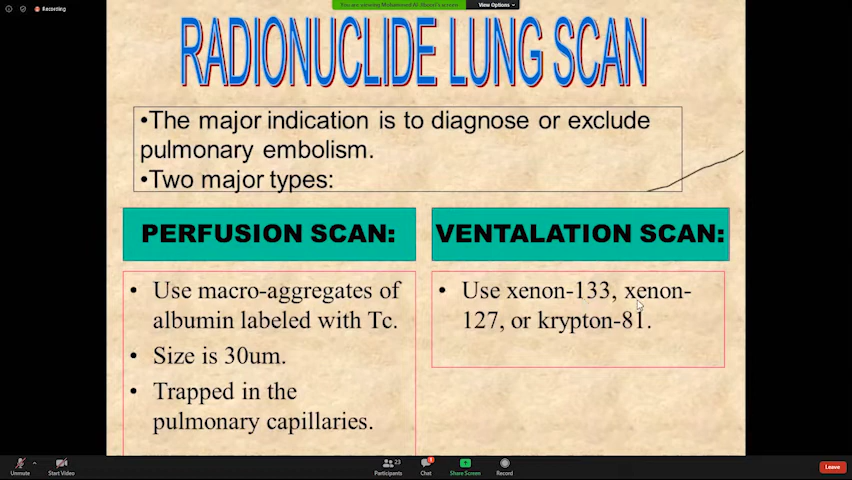 Recording
You are viewing Mohammed Al-Shatri's screen
View Options
RADIONUCLIDE LUNG SCAN
•The major indication is to diagnose or exclude
pulmonary embolism.
•Two major types:
PERFUSION SCAN:
• Use macro-aggregates of
albumin labeled with Tc.
• Size is 30um.
• Trapped in the
pulmonary capillaries.
VENTALATION SCAN:
• Use xenon-133, xenon-
127, or krypton-81.
Unmute
Start Video
Participants
23
Chat
Share Screen
Record
Leave